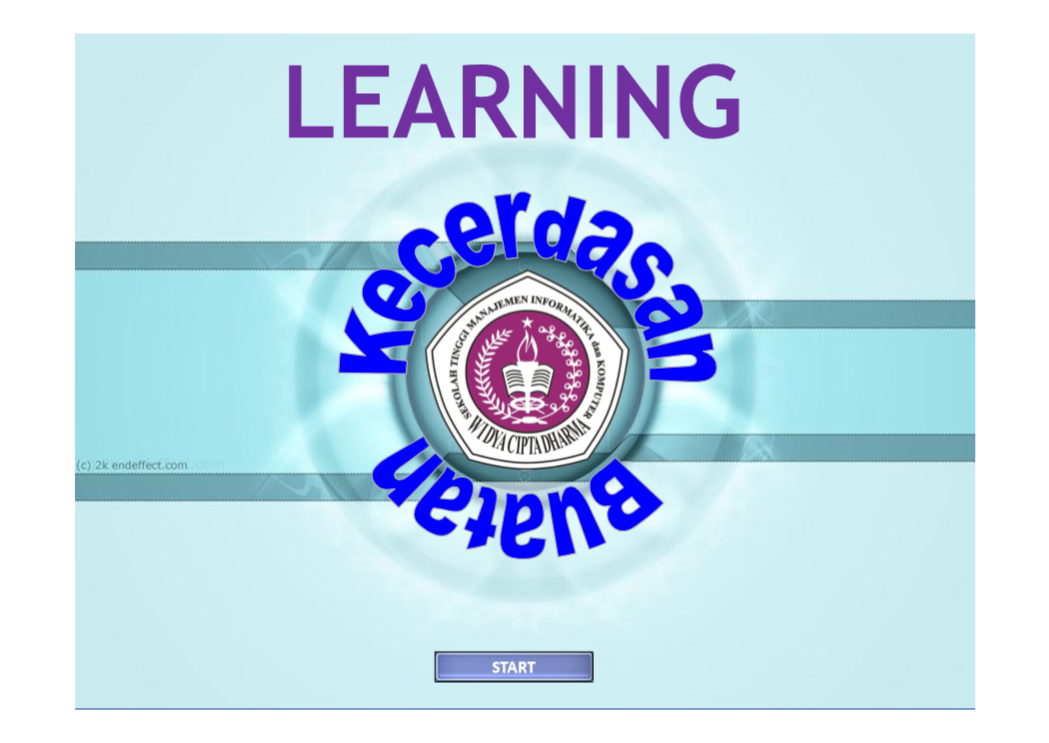 LEARNING
Kecerdasan
SEKOLAH TINGGI MANAJEMEN INFORMATIKA dan KOMPUTER
WIDYA CIPTA DHARMA
Buatan
(c) 2k endeffect.com
START